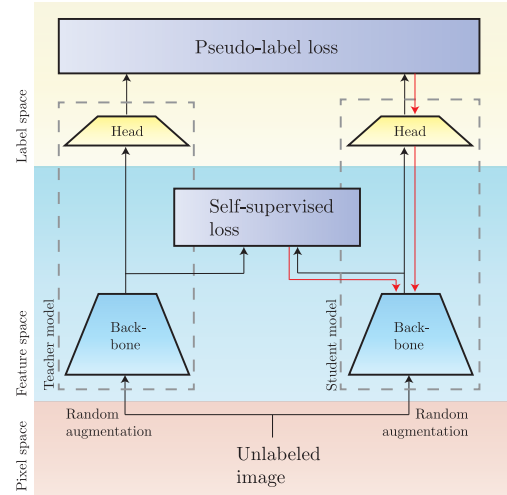 Pseudo-label loss
Label space
Head
Head
Self-supervised
loss
Feature space
Teacher model
Back-
bone
Student model
Back-
bone
Random
augmentation
Random
augmentation
Pixel space
Unlabeled
image